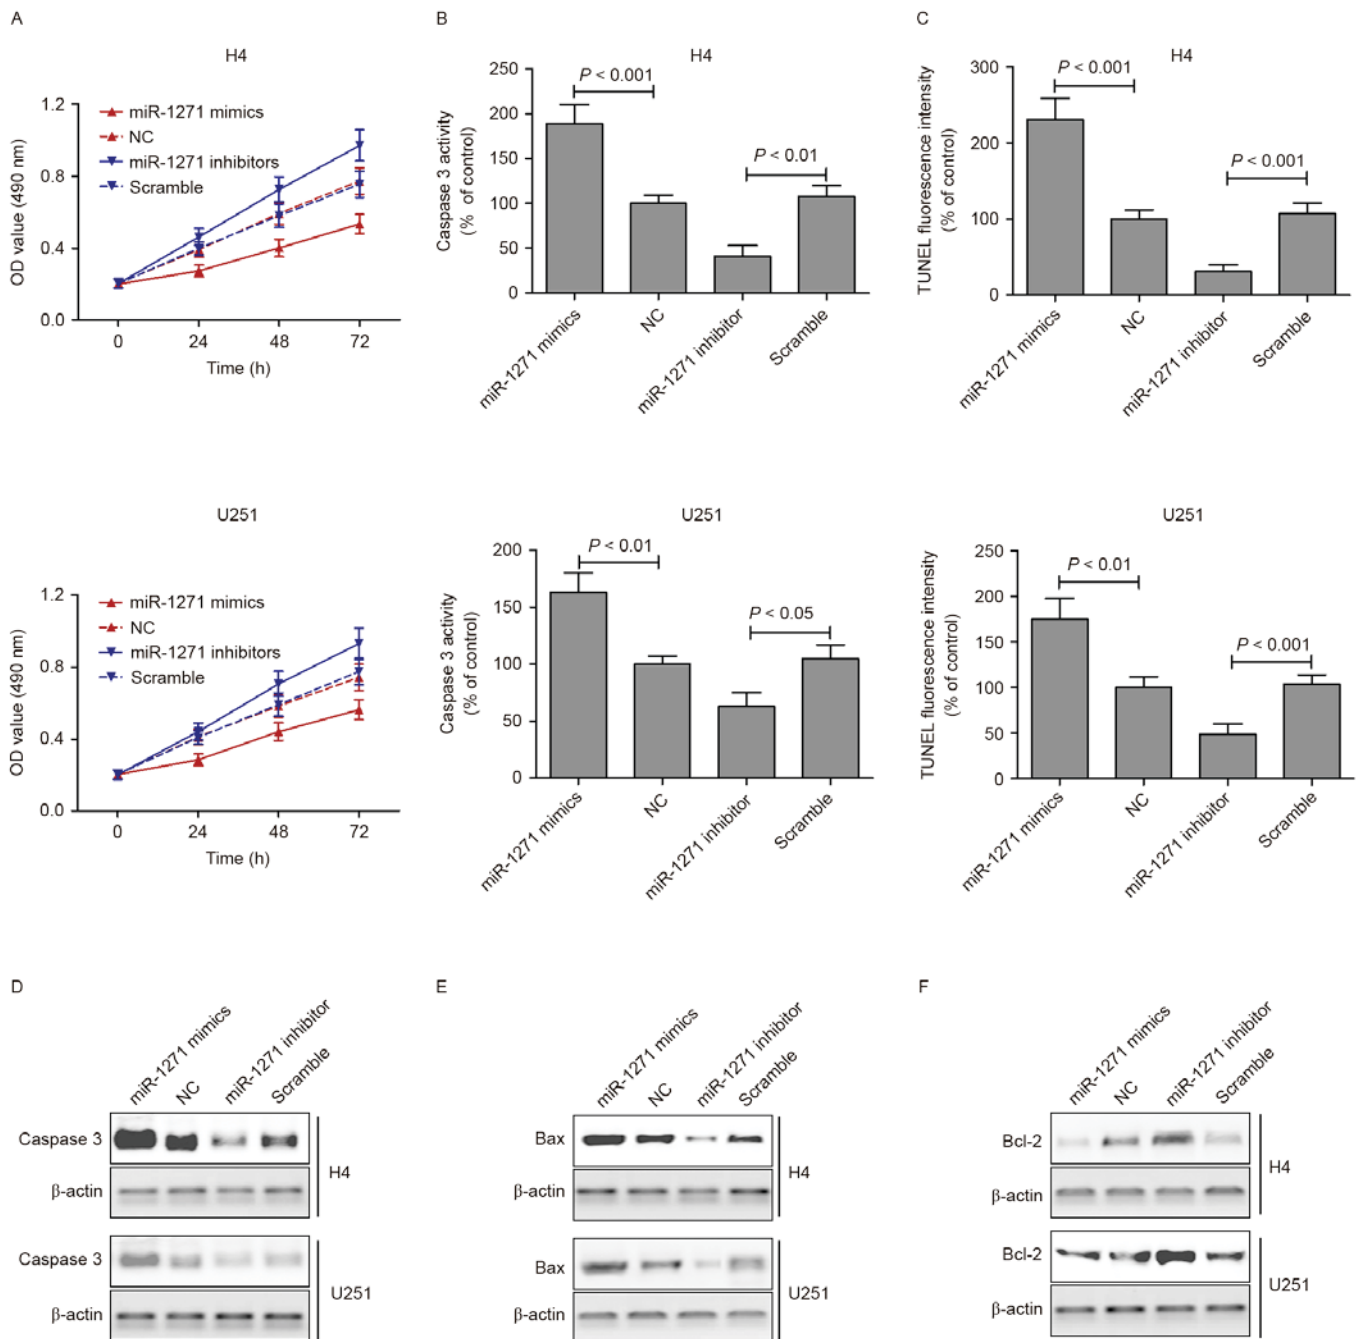 A
H4
OD value (490 nm)
1.2
0.8
0.4
0.0
miR-1271 mimics
NC
miR-1271 inhibitors
Scramble
0 24 48 72
Time (h)
U251
OD value (490 nm)
1.2
0.8
0.4
0.0
miR-1271 mimics
NC
miR-1271 inhibitors
Scramble
0 24 48 72
Time (h)
B
H4
Caspase 3 activity
(% of control)
250
200
150
100
50
0
P < 0.001
P < 0.01
miR-1271 mimics
NC
miR-1271 inhibitor
Scramble
U251
Caspase 3 activity
(% of control)
200
150
100
50
0
P < 0.01
P < 0.05
miR-1271 mimics
NC
miR-1271 inhibitor
Scramble
C
H4
TUNEL fluorescence intensity
(% of control)
300
200
100
0
P < 0.001
P < 0.001
miR-1271 mimics
NC
miR-1271 inhibitor
Scramble
U251
TUNEL fluorescence intensity
(% of control)
250
200
150
100
50
0
P < 0.01
P < 0.001
miR-1271 mimics
NC
miR-1271 inhibitor
Scramble
D
miR-1271 mimics
NC
miR-1271 inhibitor
Scramble
Caspase 3
β-actin
H4
Caspase 3
β-actin
U251
E
miR-1271 mimics
NC
miR-1271 inhibitor
Scramble
Bax
β-actin
H4
Bax
β-actin
U251
F
miR-1271 mimics
NC
miR-1271 inhibitor
Scramble
Bcl-2
β-actin
H4
Bcl-2
β-actin
U251